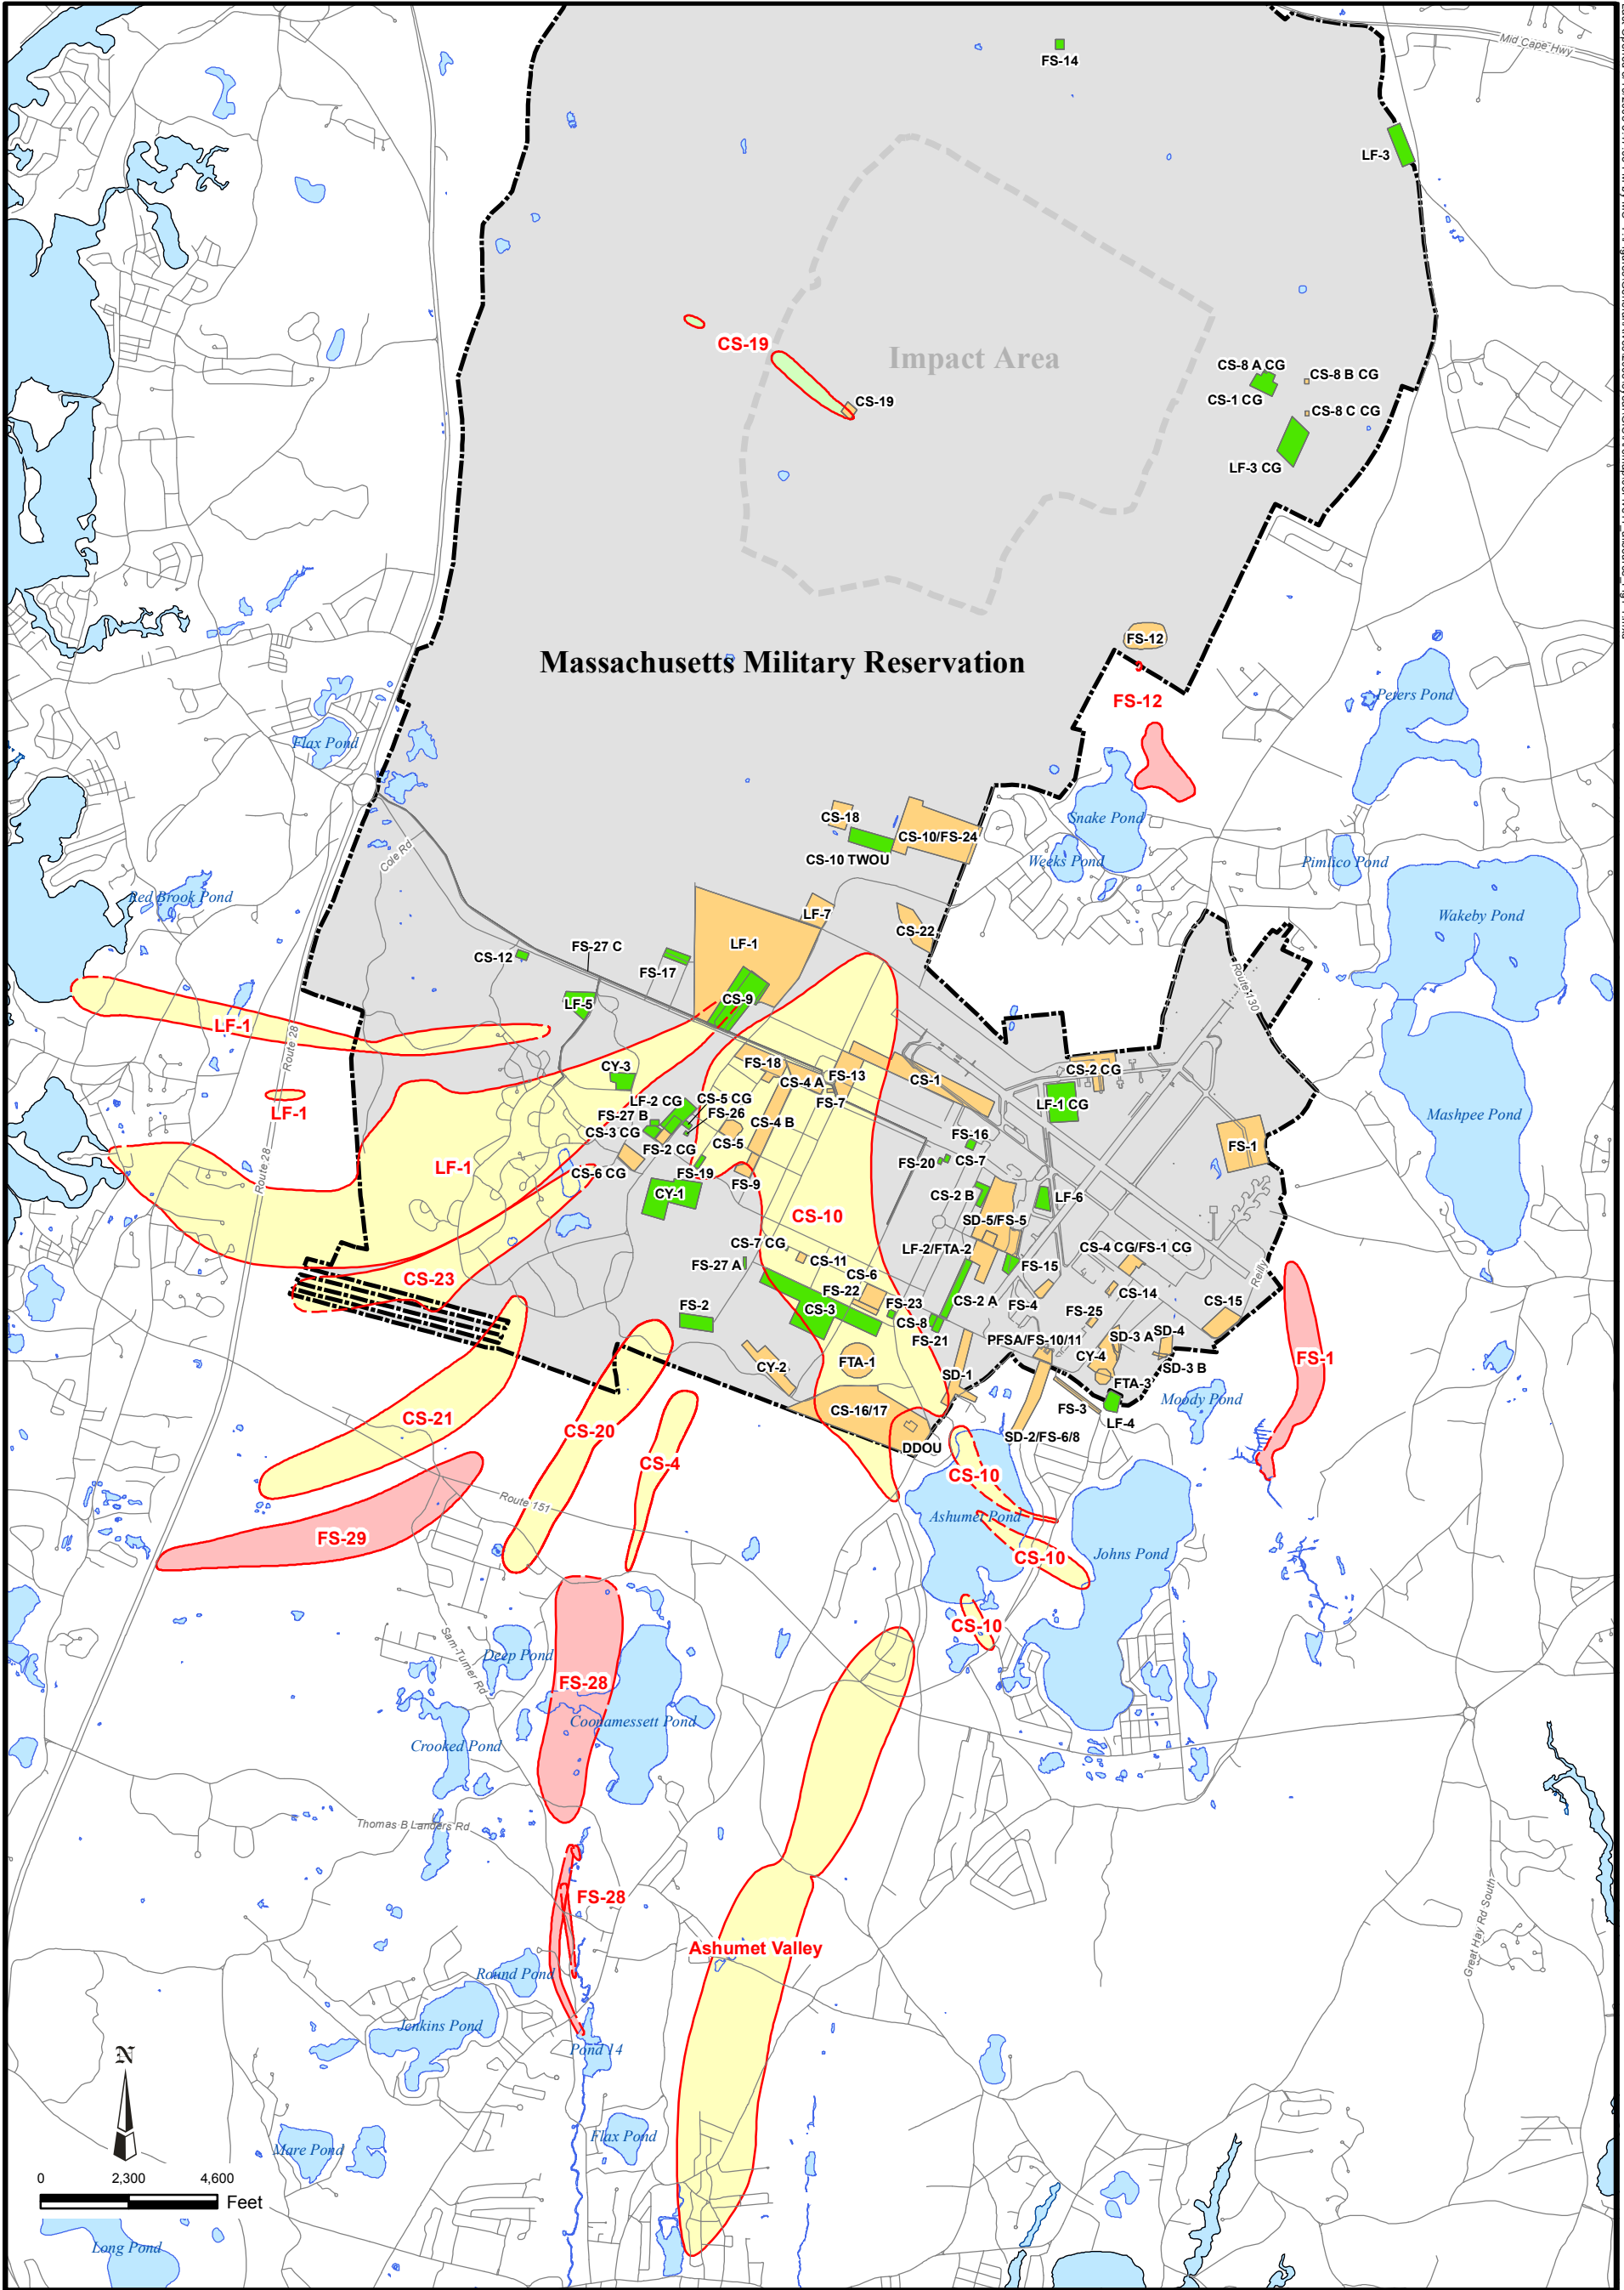 Mid Cape Hwy
FS-14
LF-3
CS-19
Impact Area
CS-19
CS-8 A CG
CS-8 B CG
CS-1 CG
CS-8 C CG
LF-3 CG
FS-12
Massachusetts Military Reservation
FS-12
Peters Pond
Flax Pond
CS-18
CS-10/FS-24
Snake Pond
CS-10 TWOU
Weeks Pond
Pimlico Pond
Cole Rd
Red Brook Pond
LF-7
Wakeby Pond
CS-22
LF-1
FS-27 C
CS-12
FS-17
Route 130
CS-9
LF-5
LF-1
Route 28
FS-18
FS-13
CS-2 CG
CY-3
CS-4 A
CS-1
LF-2 CG
CS-5 CG
FS-7
LF-1 CG
LF-1
FS-27 B
FS-26
Mashpee Pond
CS-3 CG
CS-5
CS-4 B
FS-16
FS-1
FS-2 CG
FS-20
CS-7
LF-1
CS-6 CG
FS-19
FS-9
Route 28
CY-1
CS-2 B
LF-6
CS-10
SD-5/FS-5
CS-7 CG
LF-2/FTA-2
CS-4 CG/FS-1 CG
FS-27 A
CS-11
FS-15
Reilly
CS-23
CS-6
FS-22
CS-14
FS-2
CS-3
FS-23
CS-2 A
FS-4
CS-15
CS-8
FS-25
FS-21
PFSA/FS-10/11
SD-3 A
SD-4
CY-2
FTA-1
SD-1
CY-4
SD-3 B
FS-1
FTA-3
Moody Pond
CS-16/17
FS-3
LF-4
CS-21
CS-20
DDOU
SD-2/FS-6/8
CS-4
CS-10
Route 151
Ashumet Pond
FS-29
CS-10
Johns Pond
CS-10
Sam Turner Rd
Deep Pond
FS-28
Coonamessett Pond
Crooked Pond
Thomas B Landers Rd
FS-28
Great Hay Rd South
Ashumet Valley
Round Pond
Jenkins Pond
Pond 14
N
Flax Pond
Mare Pond
0 2,300 4,600
Feet
Long Pond